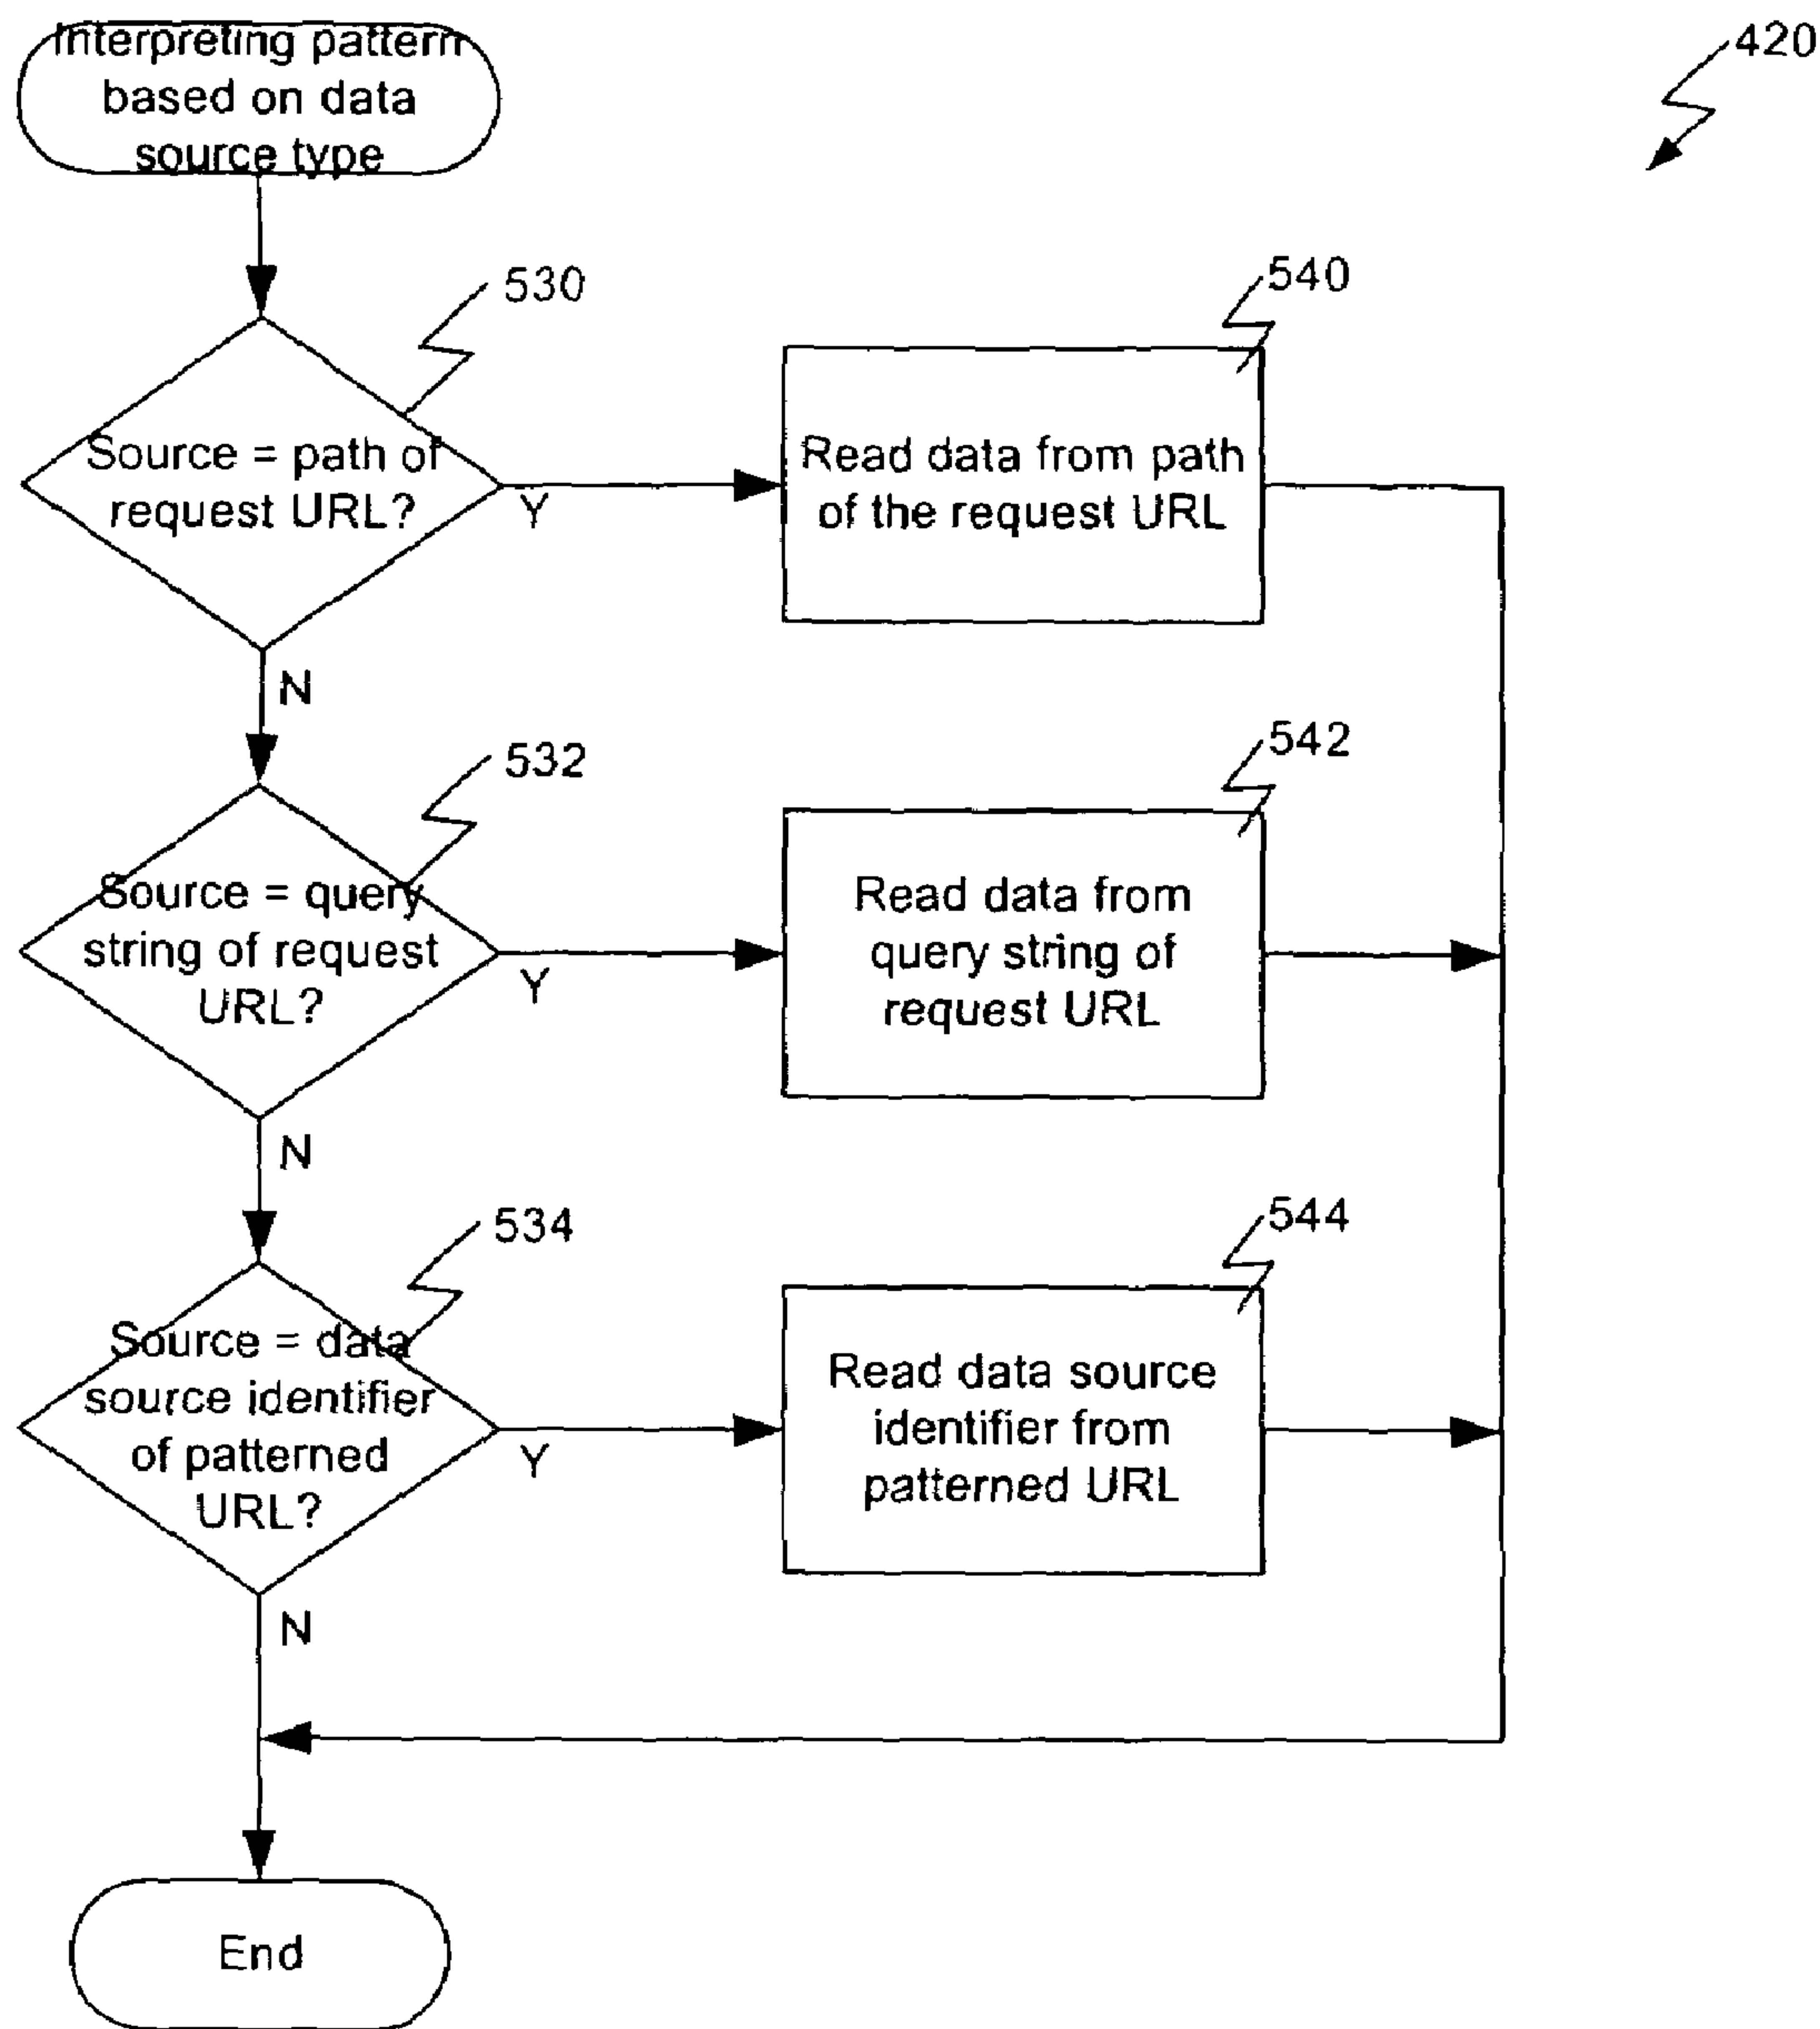 Interpreting pattern
based on data
source type
420
530
Source = path of
request URL?
Y
N
540
Read data from path
of the request URL
532
Source = query
string of request
URL?
Y
N
542
Read data from
query string of
request URL
534
Source = data
source identifier
of patterned
URL?
Y
N
544
Read data source
identifier from
patterned URL
End